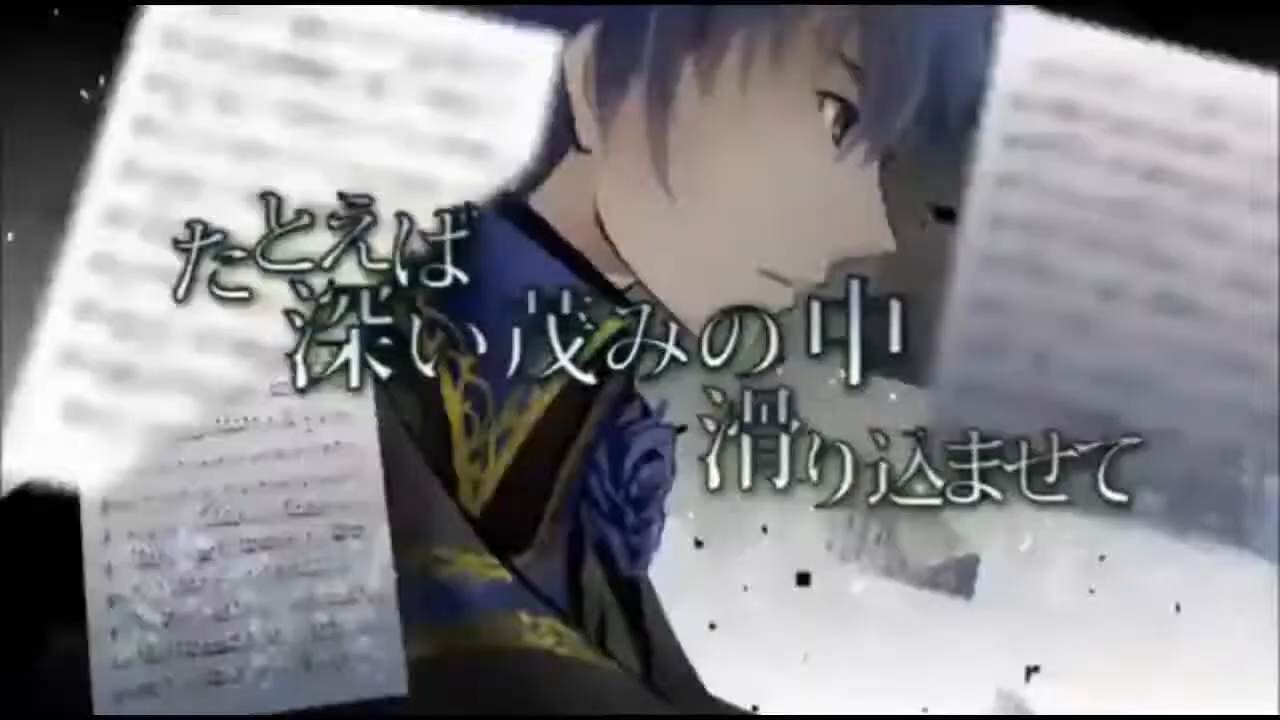 たとえば
深い茂みの中
滑り込ませて